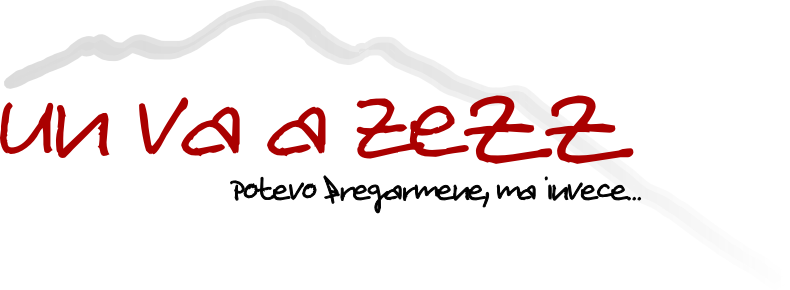 un va a zezz
Potevo fregarmene, ma invece...